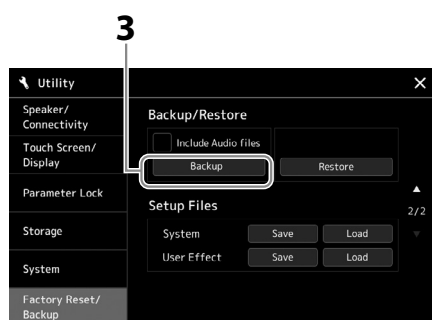 3
Utility
Speaker/
Connectivity
Touch Screen/
Display
Parameter Lock
Storage
System
Factory Reset/
Backup
Backup/Restore
Include Audio files
Backup Restore
Setup Files
System Save Load
User Effect Save Load
2/2